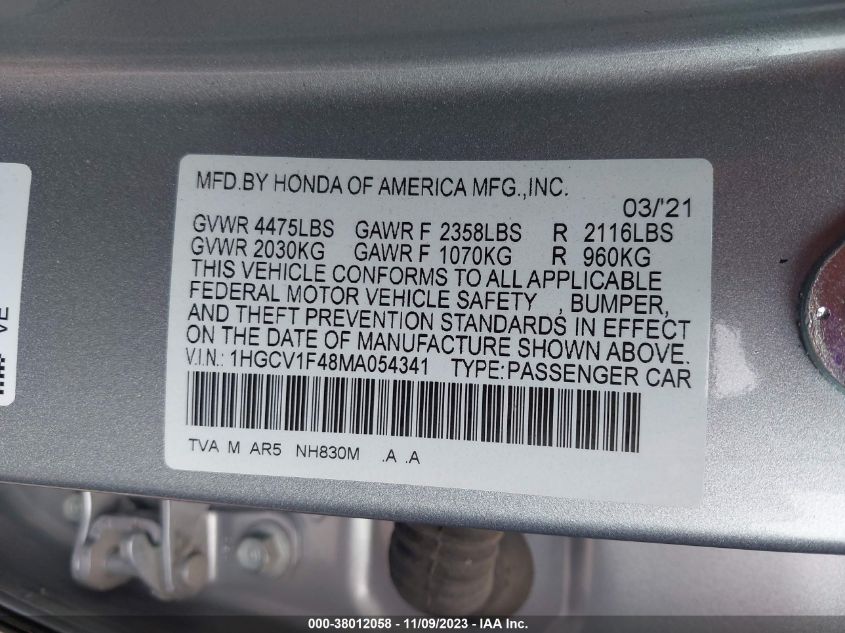 MFD.BY HONDA OF AMERICA MFG.,INC.
03/'21
GVWR 4475LBS GAWR F 2358LBS R 2116LBS
GVWR 2030KG GAWR F 1070KG R 960KG
THIS VEHICLE CONFORMS TO ALL APPLICABLE
FEDERAL MOTOR VEHICLE SAFETY , BUMPER,
AND THEFT PREVENTION STANDARDS IN EFFECT
ON THE DATE OF MANUFACTURE SHOWN ABOVE.
V.I.N.: 1HGCV1F48MA054341 TYPE:PASSENGER CAR
TVA M AR5 NH830M .A .A
VE
000-38012058 - 11/09/2023 - IAA Inc.